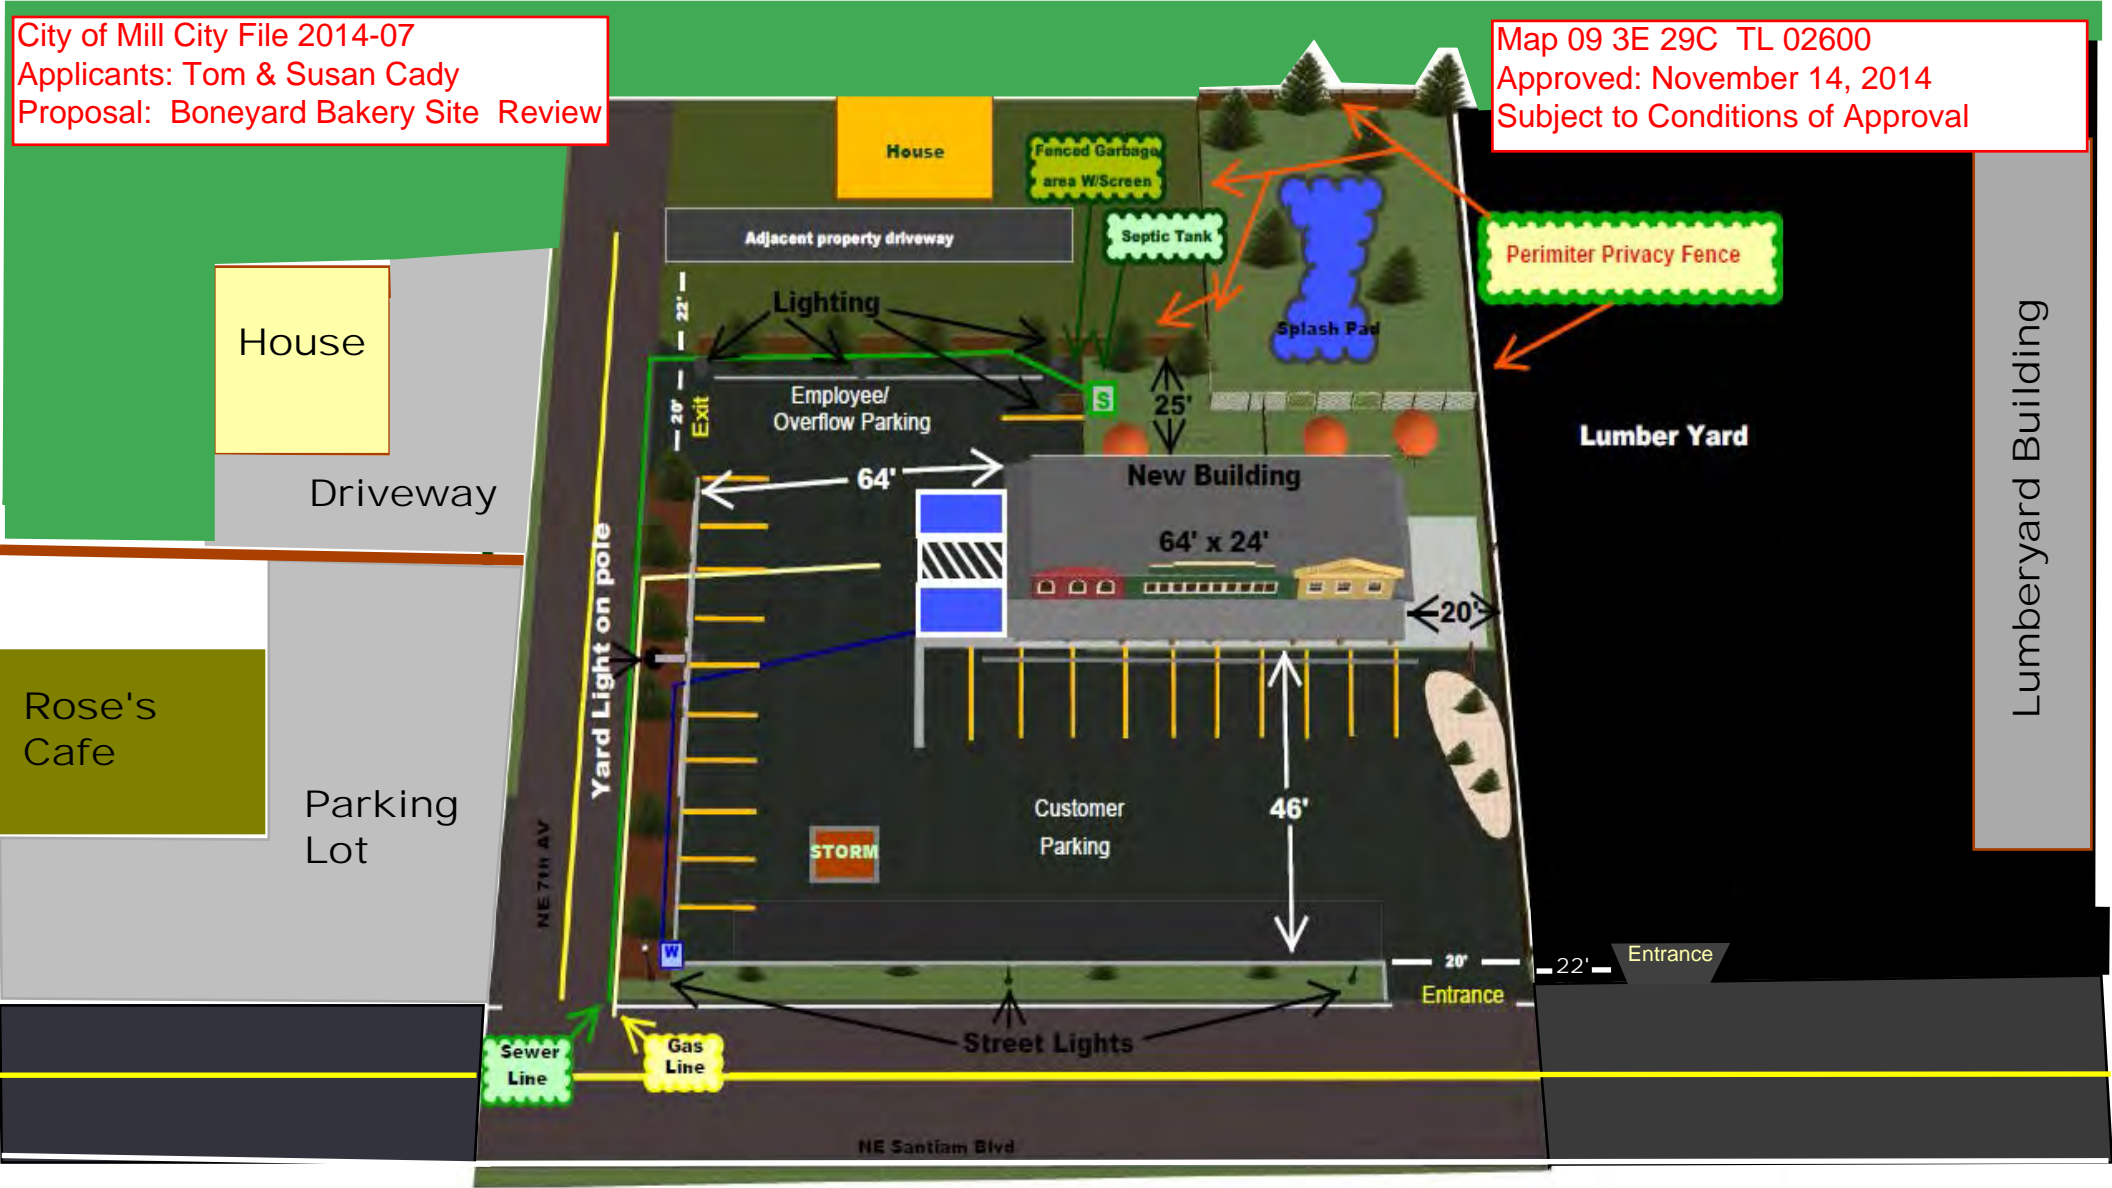 City of Mill City File 2014-07
Applicants: Tom & Susan Cady
Proposal:  Boneyard Bakery Site  Review
Map 09 3E 29C  TL 02600
Approved: November 14, 2014
Subject to Conditions of Approval
House
Fenced Garbage
area W/Screen
Adjacent property driveway
Septic Tank
Perimiter Privacy Fence
22'
Lighting
Splash Pad
House
20'
Exit
Employee/
Overflow Parking
S
25'
Lumber Yard
Lumberyard Building
Driveway
64'
New Building
64' x 24'
20'
Yard Light on pole
Rose's
Cafe
Parking
Lot
NE 7th AV
STORM
Customer
Parking
46'
W
20'
22'
Entrance
Entrance
Street Lights
Sewer
Line
Gas
Line
NE Santiam Blvd